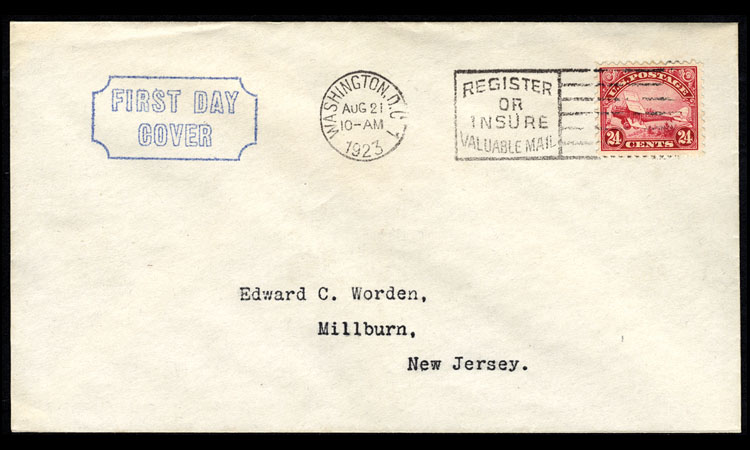 FIRST DAY
COVER
WASHINGTON, D.C.
AUG 21
10-AM
1923
REGISTER
OR
INSURE
VALUABLE MAIL
U.S. POSTAGE
24 24
CENTS
Edward C. Worden,
Millburn,
New Jersey.